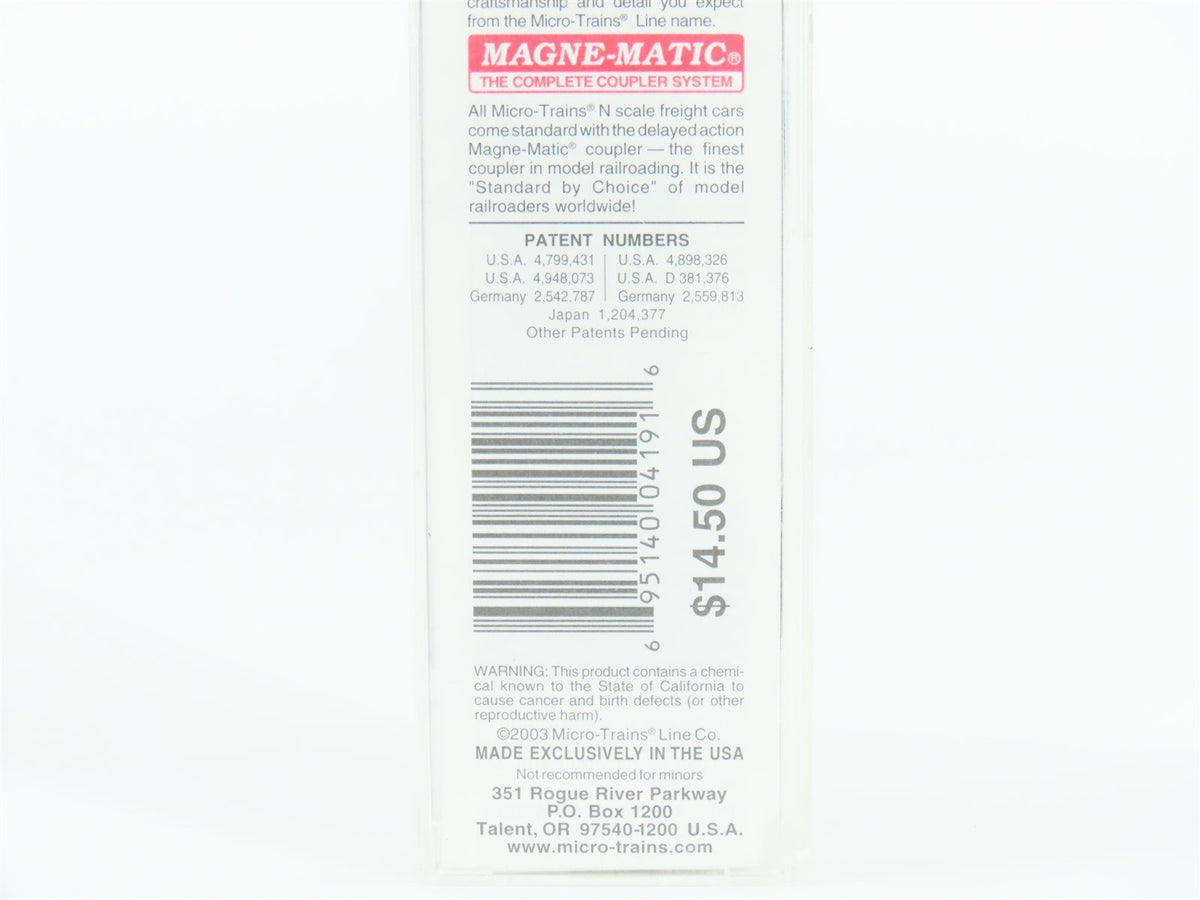 craftsmanship and detail you expect
from the Micro-Trains® Line name.
MAGNE-MATIC®
THE COMPLETE COUPLER SYSTEM
All Micro-Trains® N scale freight cars
come standard with the delayed action
Magne-Matic® coupler — the finest
coupler in model railroading. It is the
"Standard by Choice" of model
railroaders worldwide!
PATENT NUMBERS
U.S.A. 4,799,431 | U.S.A. 4,898,326
U.S.A. 4,948,073 | U.S.A. D 381,376
Germany 2,542,787 | Germany 2,559,813
Japan 1,204,377
Other Patents Pending
6 95140 04191 6
$14.50 US
WARNING: This product contains a chemi-
cal known to the State of California to
cause cancer and birth defects (or other
reproductive harm).
©2003 Micro-Trains® Line Co.
MADE EXCLUSIVELY IN THE USA
Not recommended for minors
351 Rogue River Parkway
P.O. Box 1200
Talent, OR 97540-1200 U.S.A.
www.micro-trains.com